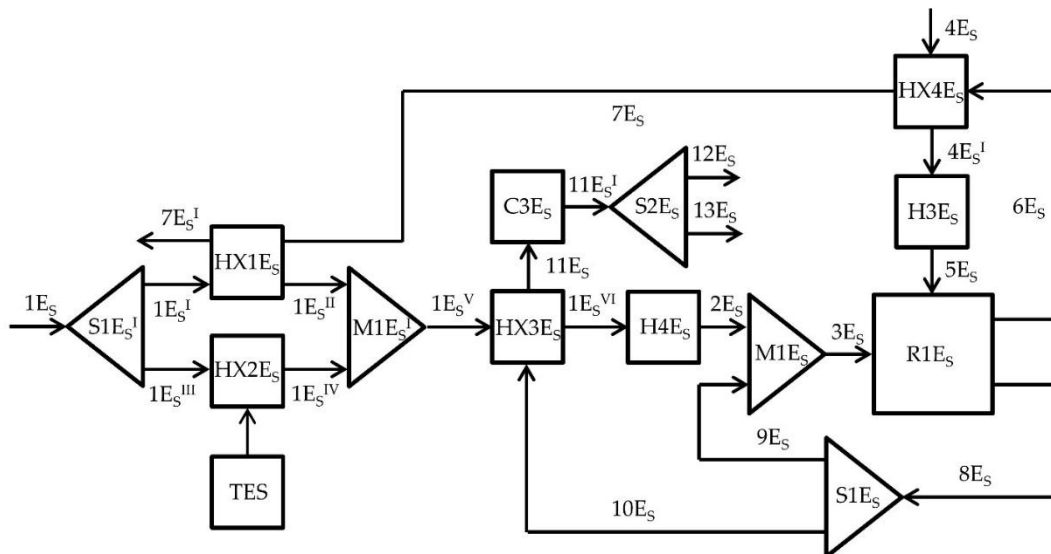 4E_S
HX4E_S
7E_S
4E_S^I
12E_S
11E_S^I
C3E_S
S2E_S
H3E_S
6E_S
13E_S
7E_S^I
HX1E_S
11E_S
5E_S
1E_S
S1E_S^I
1E_S^I
1E_S^II
M1E_S^I
1E_S^V
HX3E_S
1E_S^VI
H4E_S
2E_S
M1E_S
3E_S
R1E_S
HX2E_S
1E_S^III
1E_S^IV
9E_S
TES
10E_S
S1E_S
8E_S